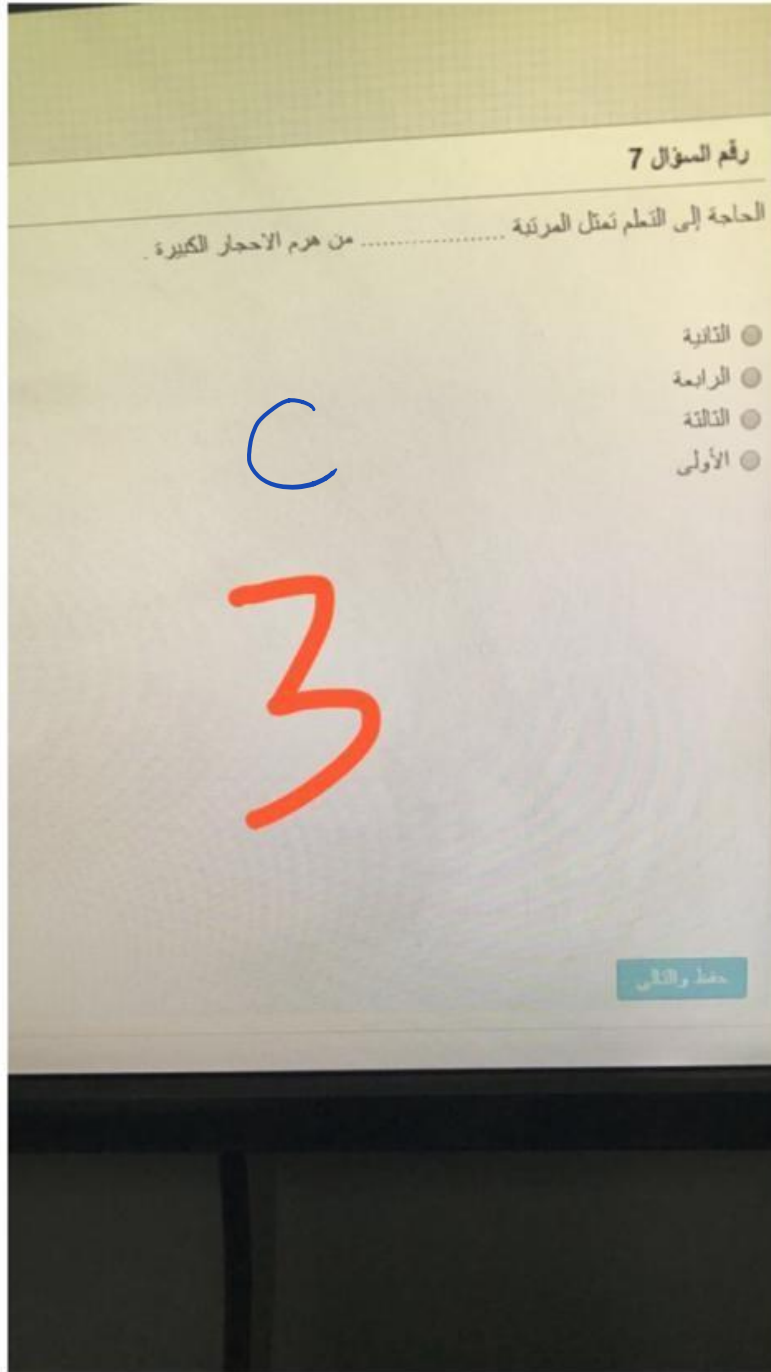 رقم السؤال 7
الحاجة إلى التعلم تمثل المرتبة .................... من هرم الاحجار الكبيرة .
الثانية
الرابعة
الثالثة
الأولى
C
3
حفظ والتالي